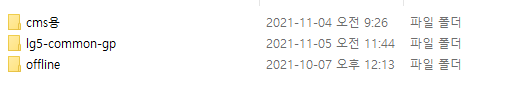 cms용 2021-11-04 오전 9:26 파일 폴더
lg5-common-gp 2021-11-05 오전 11:44 파일 폴더
offline 2021-10-07 오후 12:13 파일 폴더